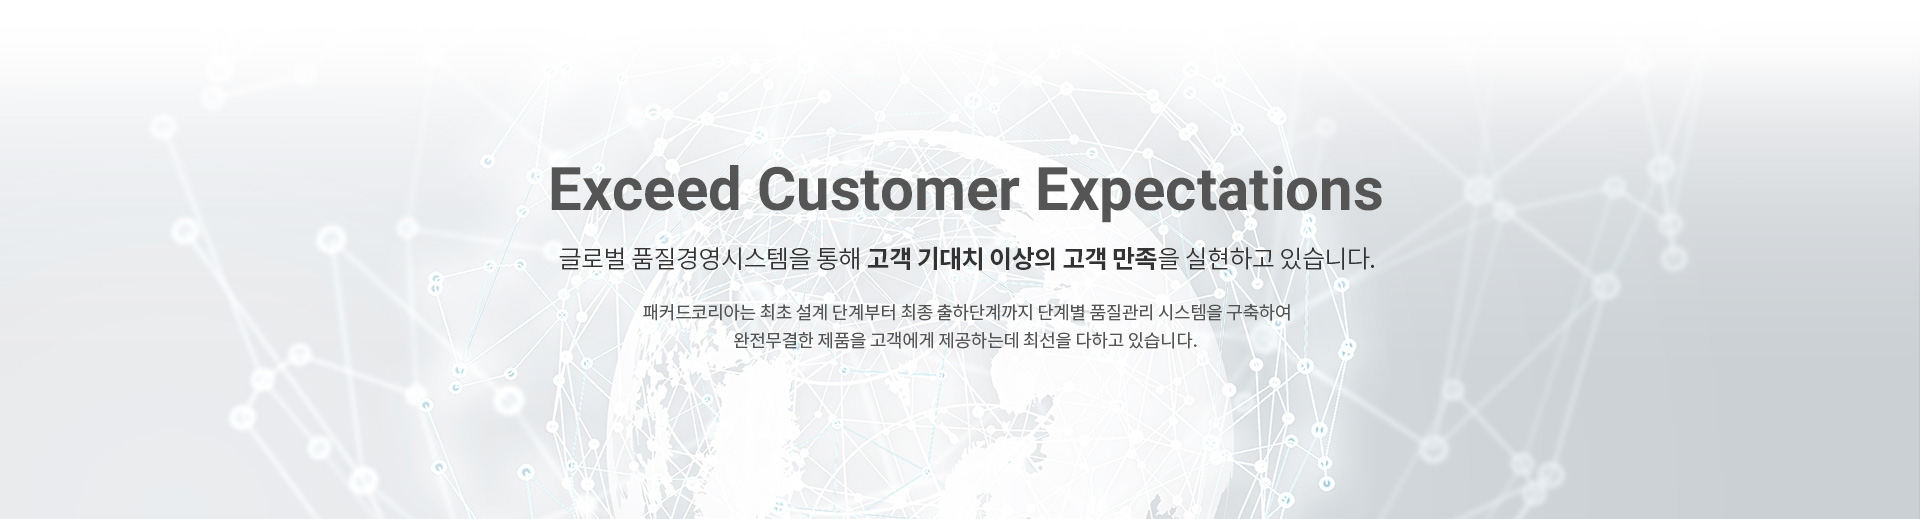 Exceed Customer Expectations
글로벌 품질경영시스템을 통해 고객 기대치 이상의 고객 만족을 실현하고 있습니다.
패커드코리아는 최초 설계 단계부터 최종 출하단계까지 단계별 품질관리 시스템을 구축하여
완전무결한 제품을 고객에게 제공하는데 최선을 다하고 있습니다.